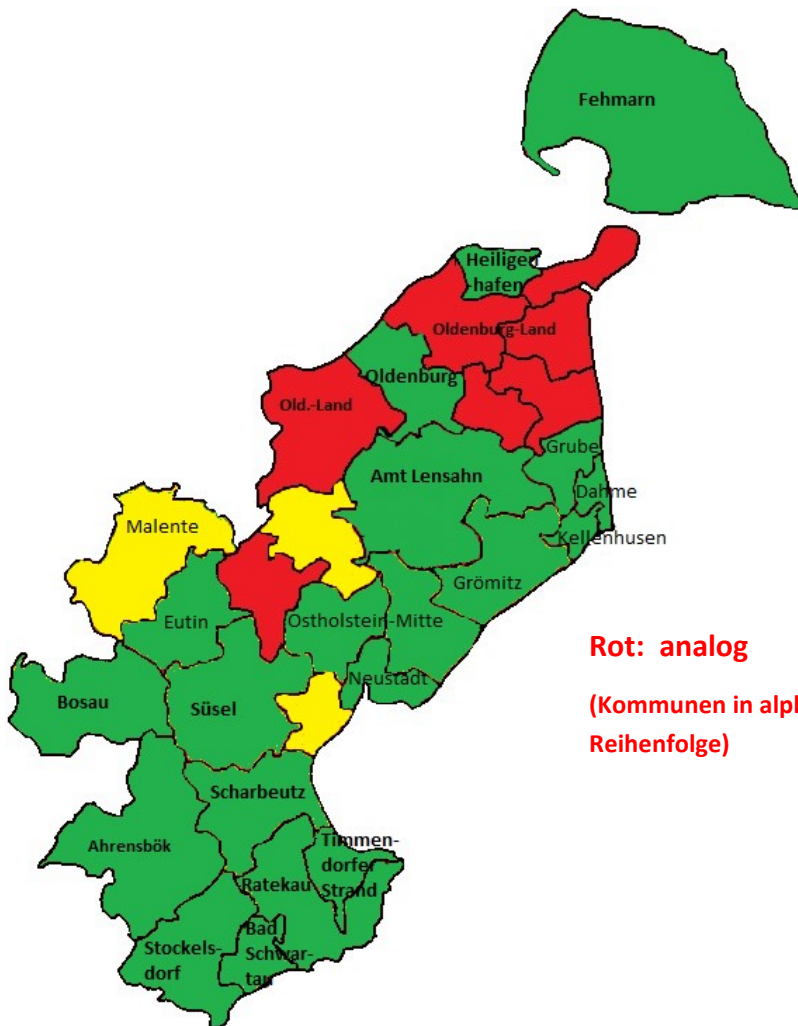 Fehmarn
Heiligen
-hafen
Oldenburg-Land
Oldenburg
Old.-Land
Grube
Amt Lensahn
Dahme
Malente
Kellenhusen
Grömitz
Eutin
Ostholstein-Mitte
Rot: analog
Neustadt
Bosau
Süsel
(Kommunen in
Reihenfolge)
Scharbeutz
Ahrensbök
Timmen-
dorfer
Strand
Ratekau
Bad
Schwar-
tau
Stockels-
dorf